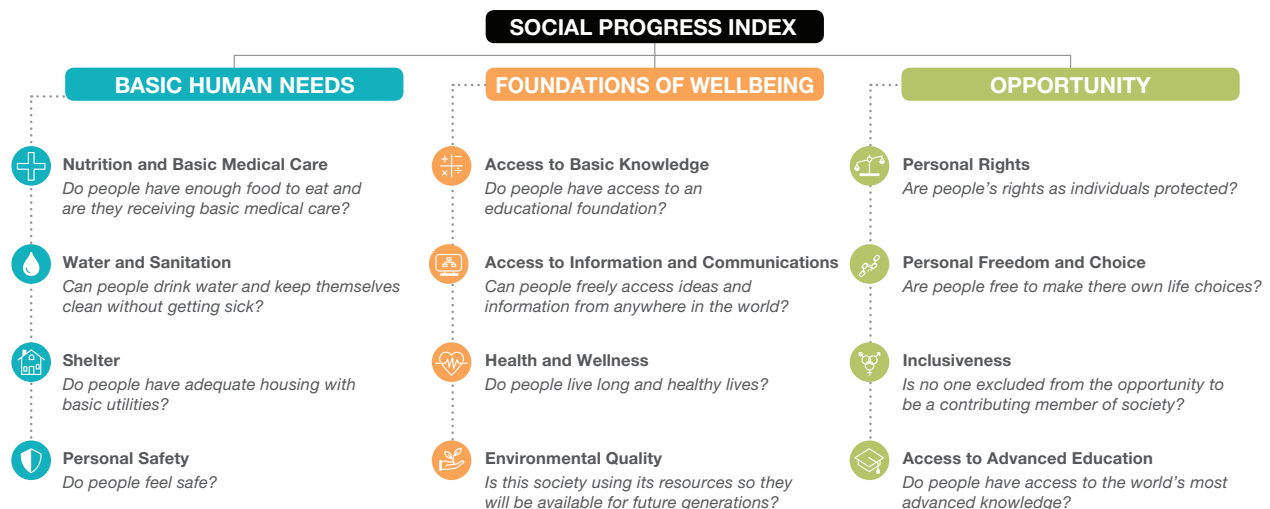 SOCIAL PROGRESS INDEX
BASIC HUMAN NEEDS
Nutrition and Basic Medical Care
Do people have enough food to eat and
are they receiving basic medical care?
Water and Sanitation
Can people drink water and keep themselves
clean without getting sick?
Shelter
Do people have adequate housing with
basic utilities?
Personal Safety
Do people feel safe?
FOUNDATIONS OF WELLBEING
Access to Basic Knowledge
Do people have access to an
educational foundation?
Access to Information and Communications
Can people freely access ideas and
information from anywhere in the world?
Health and Wellness
Do people live long and healthy lives?
Environmental Quality
Is this society using its resources so they
will be available for future generations?
OPPORTUNITY
Personal Rights
Are people's rights as individuals protected?
Personal Freedom and Choice
Are people free to make there own life choices?
Inclusiveness
Is no one excluded from the opportunity to
be a contributing member of society?
Access to Advanced Education
Do people have access to the world's most
advanced knowledge?